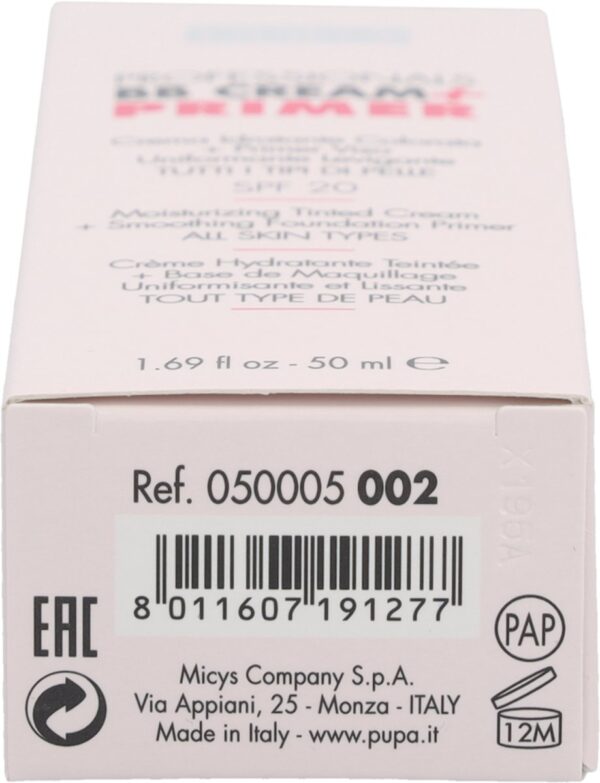 PROFESSIONALS
BB CREAM+
PRIMER
Crema Idratante Colorata
+ Primer Viso
Uniformante Levigante
TUTTI I TIPI DI PELLE
SPF 20
Moisturizing Tinted Cream
+ Smoothing Foundation Primer
ALL SKIN TYPES
Crème Hydratante Teintée
+ Base de Maquillage
Uniformisante et Lissante
TOUT TYPE DE PEAU
1.69 fl oz - 50 ml ℮
Ref. 050005 002
X195A
8 011607 191277
EAC
PAP
Micys Company S.p.A.
Via Appiani, 25 - Monza - ITALY
Made in Italy - www.pupa.it
12M